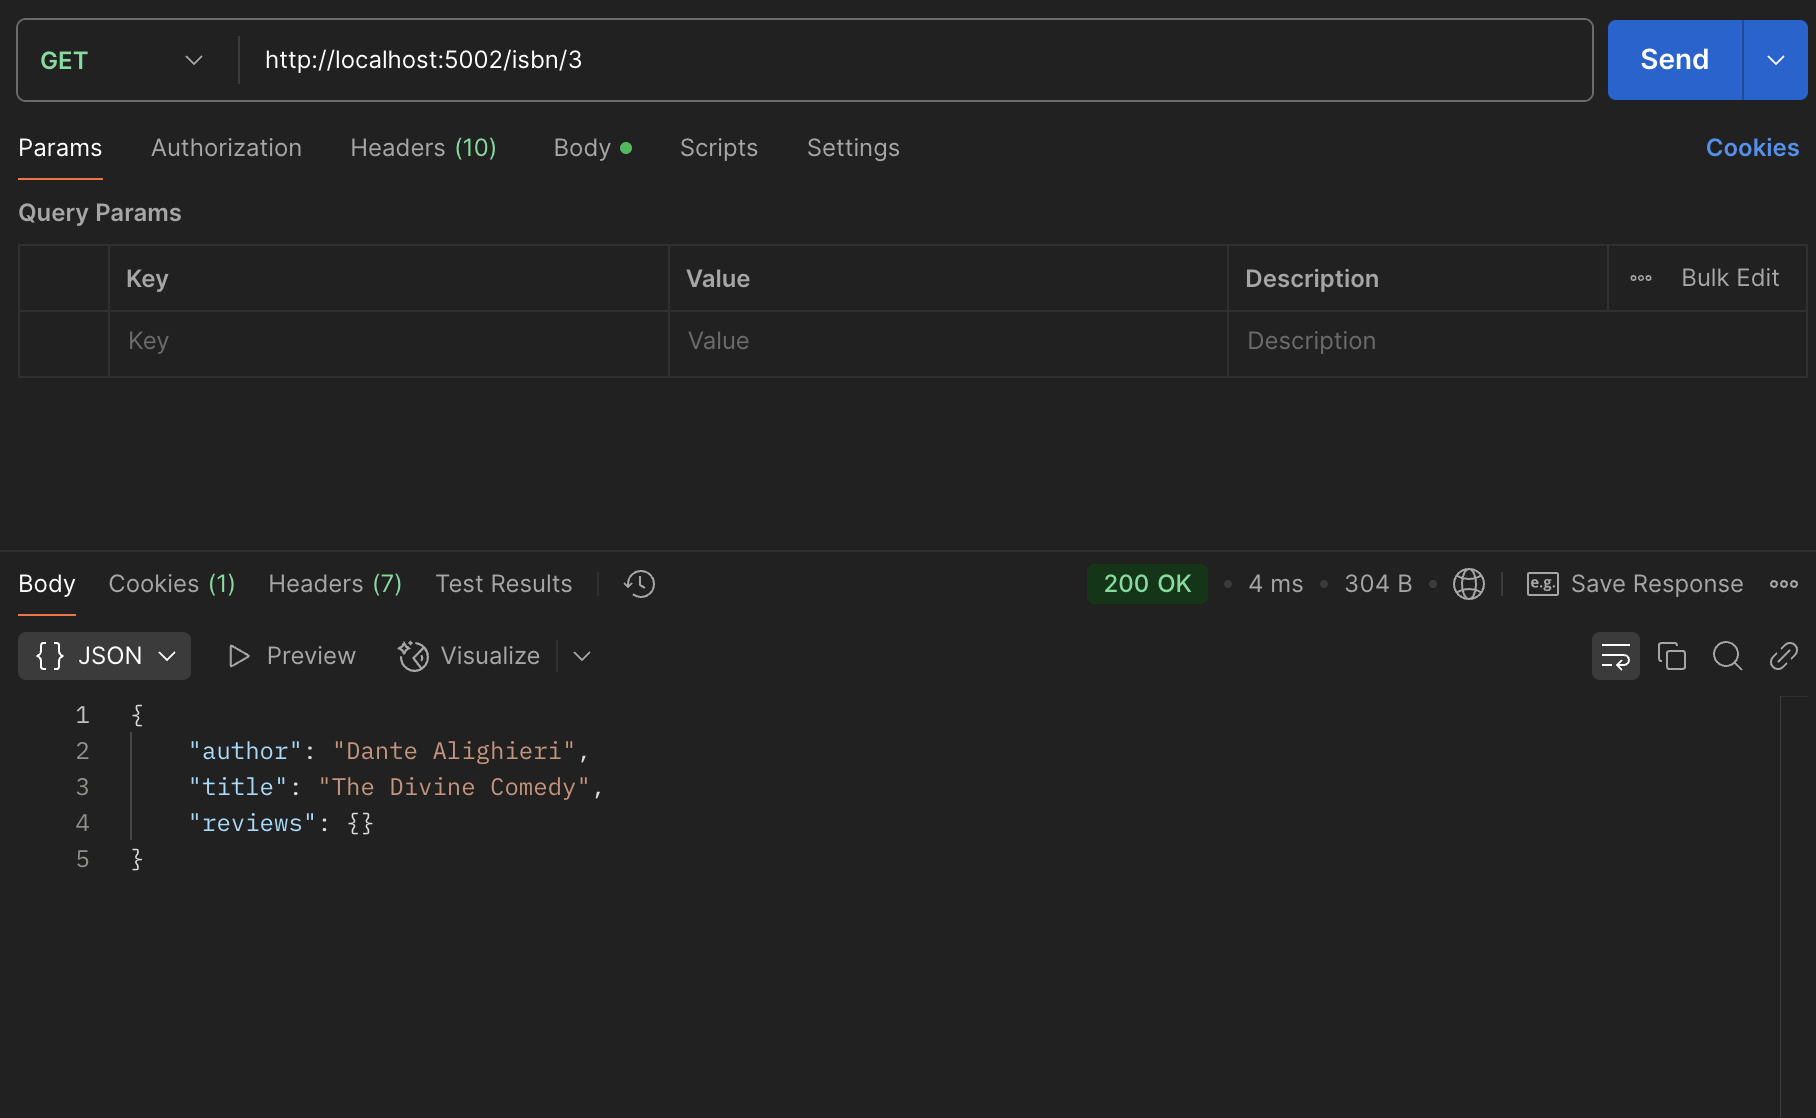 GET http://localhost:5002/isbn/3 Send
Params Authorization Headers (10) Body Scripts Settings Cookies
Query Params
Key Value Description Bulk Edit
Key Value Description
Body Cookies (1) Headers (7) Test Results 200 OK • 4 ms • 304 B • e.g. Save Response
{} JSON Preview Visualize
1 {
2 "author": "Dante Alighieri",
3 "title": "The Divine Comedy",
4 "reviews": {}
5 }